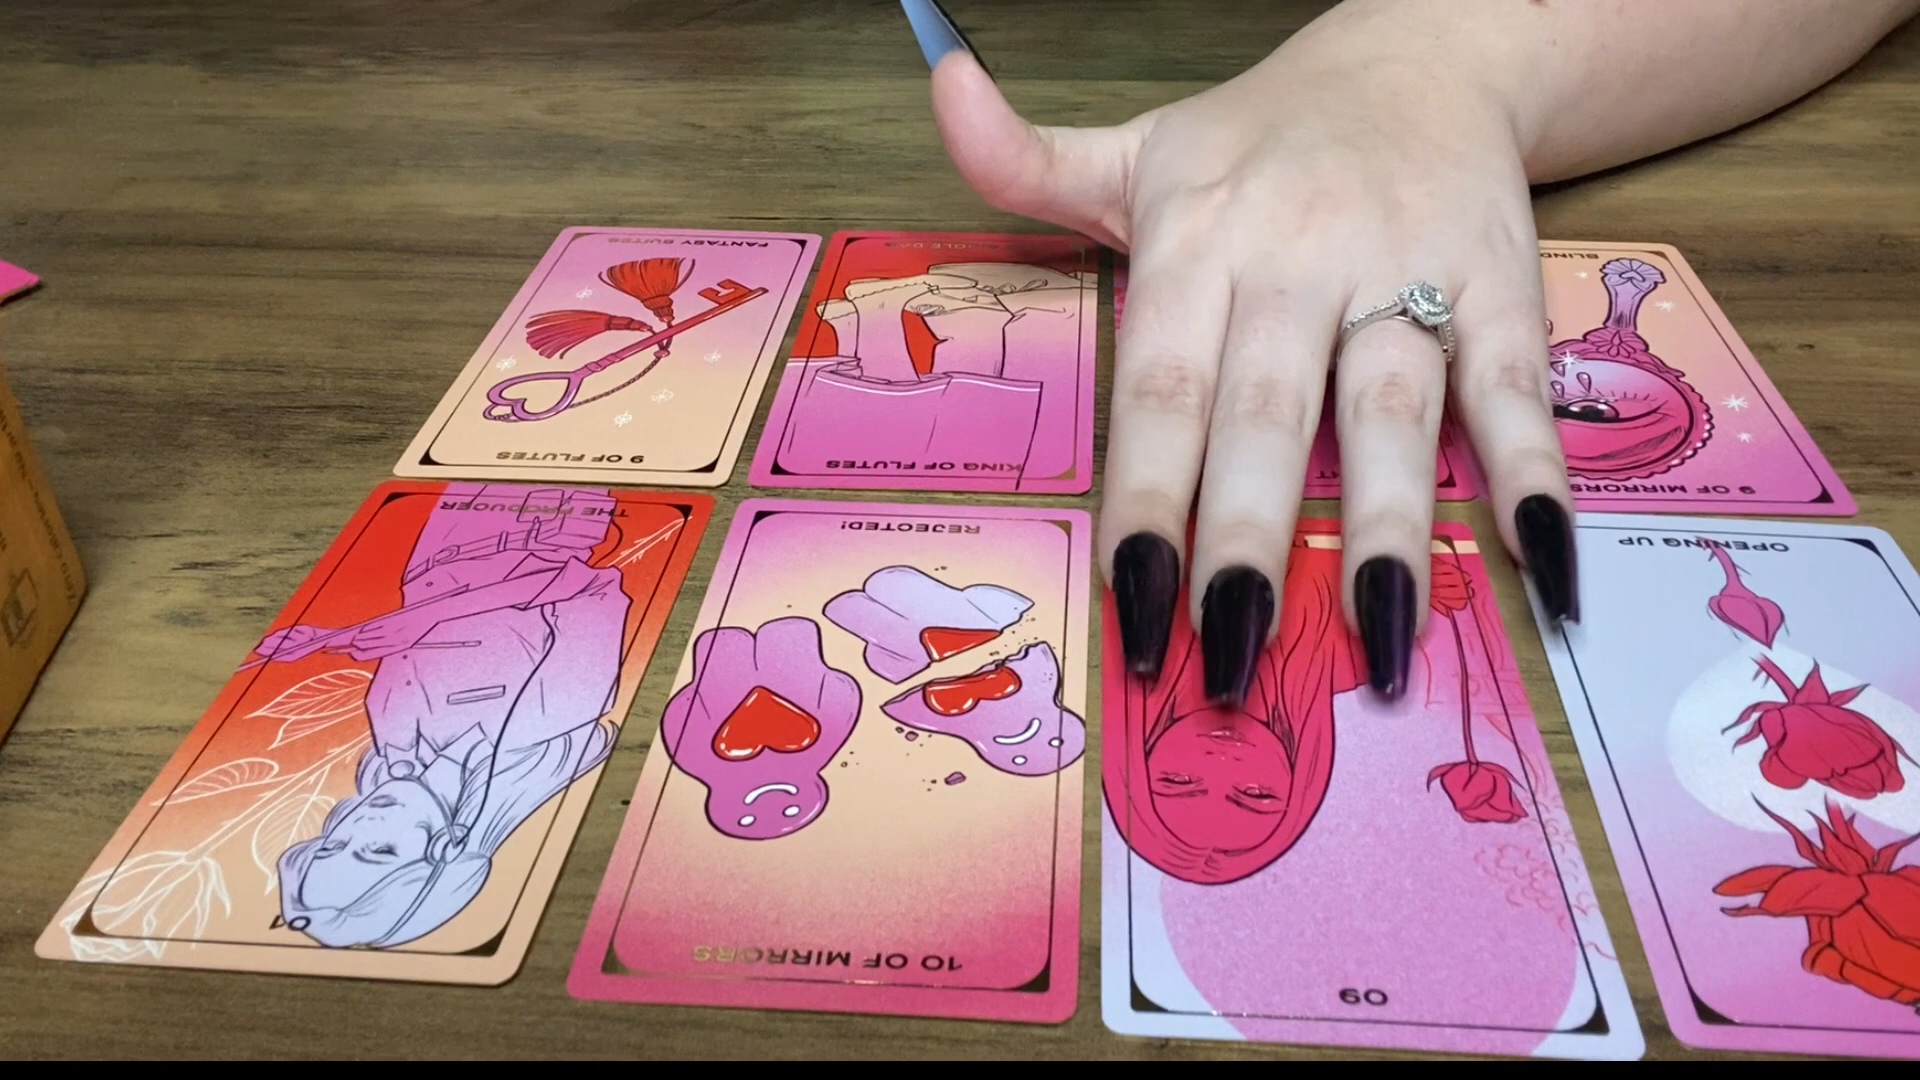 FANTASY SUITES
9 OF FLUTES
KING OF FLUTES
9 OF MIRRORS
THE PRODUCER
01
REJECTED!
10 OF MIRRORS
09
OPENING UP